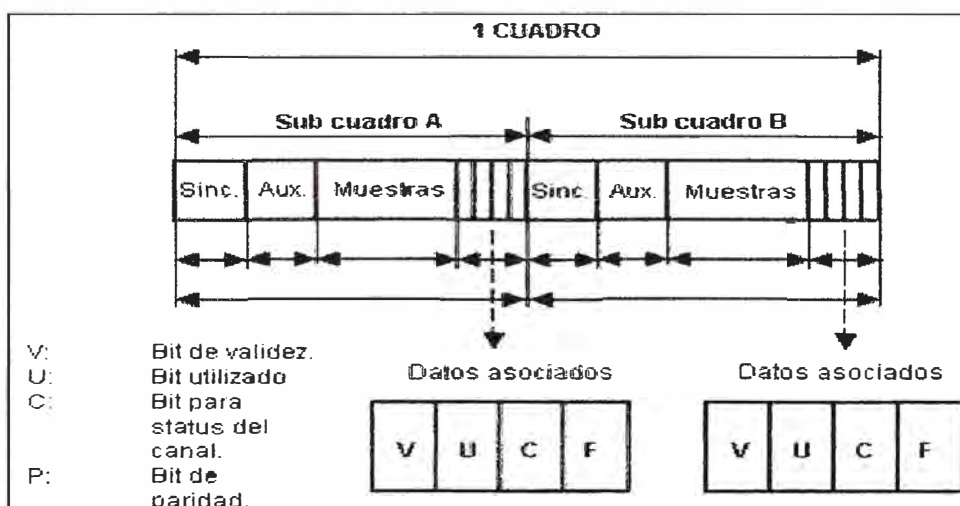 1 CUADRO
Sub cuadro A Sub cuadro B
Sinc. Aux. Muestras Sinc. Aux. Muestras
V: Bit de validez.
U: Bit utilizado
C: Bit para
status del
canal.
P: Bit de
paridad.
Datos asociados Datos asociados
V U C F V U C F